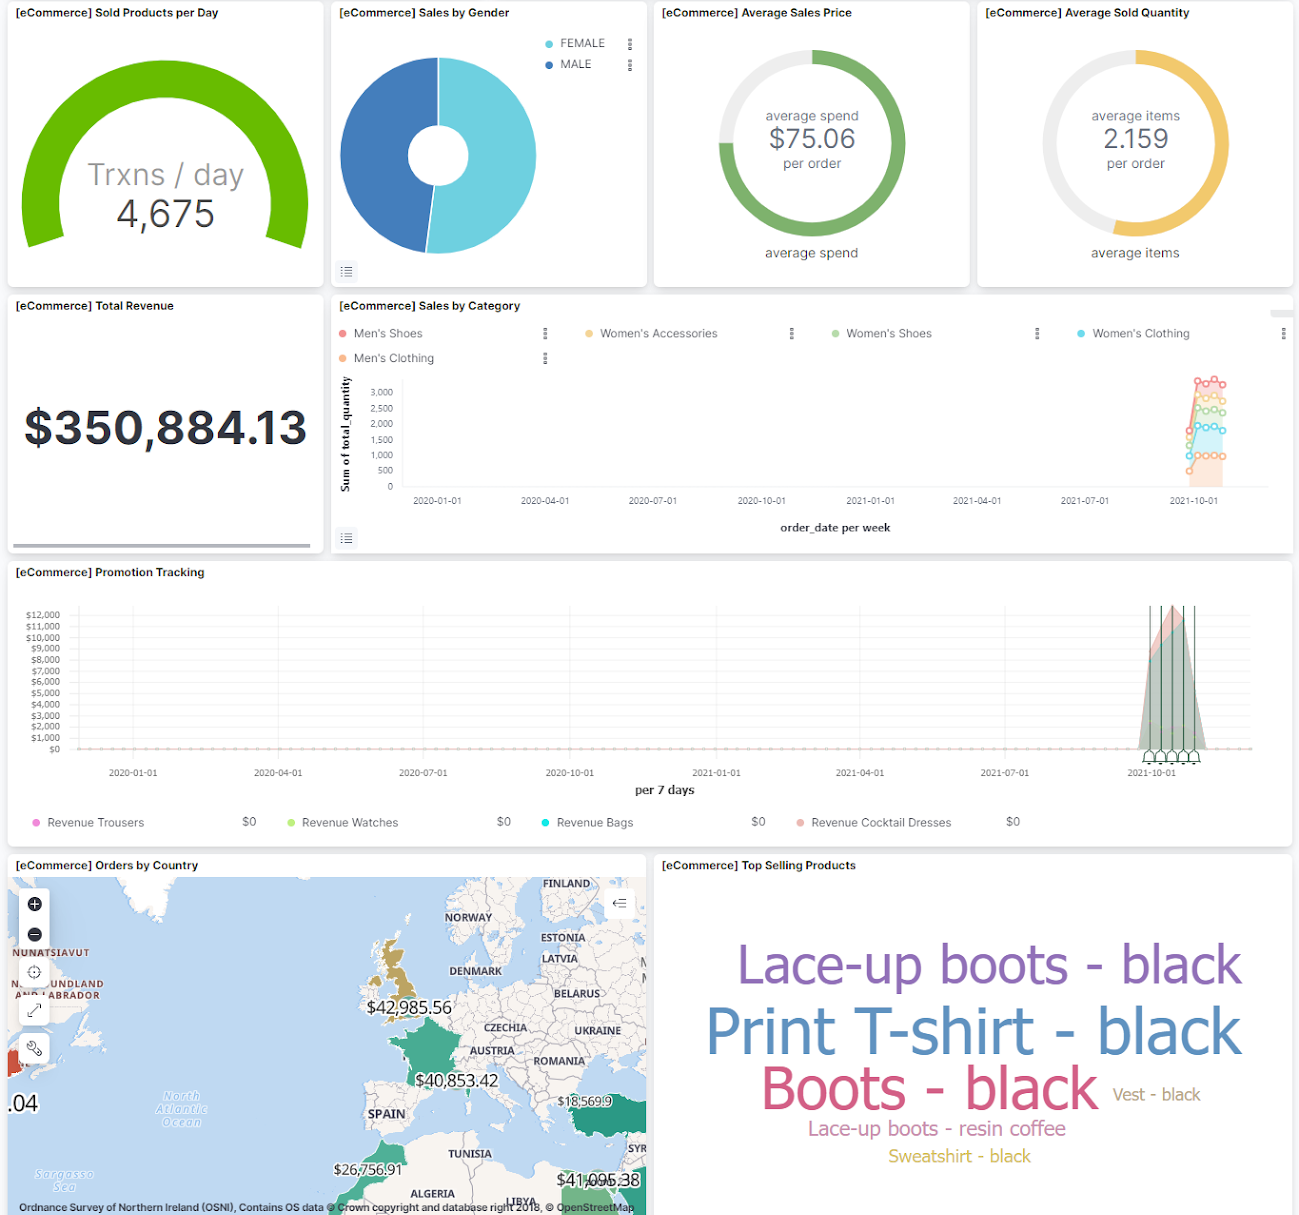 [eCommerce] Sold Products per Day
Trxns / day
4,675
[eCommerce] Sales by Gender
FEMALE
MALE
[eCommerce] Average Sales Price
average spend
$75.06
per order
average spend
[eCommerce] Average Sold Quantity
average items
2.159
per order
average items
[eCommerce] Total Revenue
$350,884.13
[eCommerce] Sales by Category
Men's Shoes
Women's Accessories
Women's Shoes
Women's Clothing
Men's Clothing
Sum of total_quantity
3,000
2,500
2,000
1,500
1,000
500
0
2020-01-01 2020-04-01 2020-07-01 2020-10-01 2021-01-01 2021-04-01 2021-07-01 2021-10-01
order_date per week
[eCommerce] Promotion Tracking
$12,000
$11,000
$10,000
$9,000
$8,000
$7,000
$6,000
$5,000
$4,000
$3,000
$2,000
$1,000
$0
2020-01-01 2020-04-01 2020-07-01 2020-10-01 2021-01-01 2021-04-01 2021-07-01 2021-10-01
per 7 days
Revenue Trousers $0
Revenue Watches $0
Revenue Bags $0
Revenue Cocktail Dresses $0
[eCommerce] Orders by Country
FINLAND
NORWAY
ESTONIA
NUNATSIAVUT
LATVIA
DENMARK
AND LABRADOR
BELARUS
$42,985.56
CZECHIA
UKRAINE
AUSTRIA
ROMANIA
$40,853.42
.04
North
Atlantic
Ocean
$18,569.9
SPAIN
TUNISIA
SYR
Sargasso
Sea
$26,756.91
$41,095.38
ALGERIA
LIBYA
Ordnance Survey of Northern Ireland (OSNI), Contains OS data © Crown copyright and database right 2018, © OpenStreetMap
[eCommerce] Top Selling Products
Lace-up boots - black
Print T-shirt - black
Boots - black
Vest - black
Lace-up boots - resin coffee
Sweatshirt - black